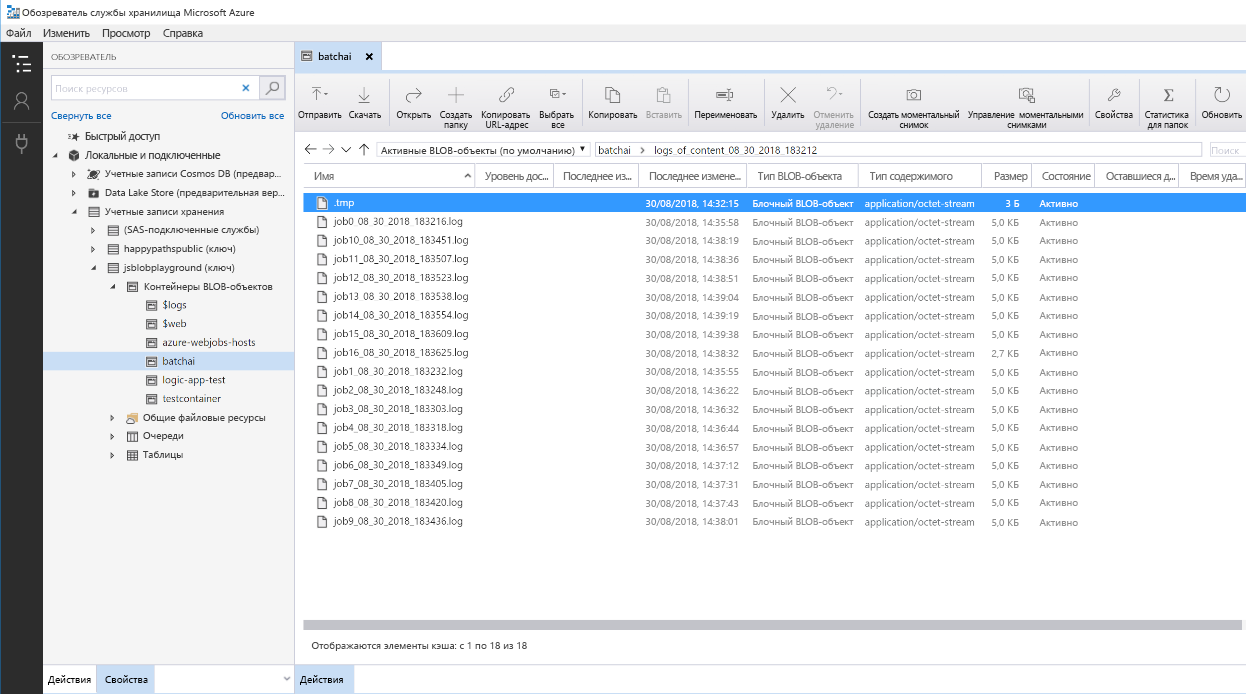 Обозреватель службы хранилища Microsoft Azure
Файл Изменить Просмотр Справка
ОБОЗРЕВАТЕЛЬ
Поиск ресурсов
Свернуть все Обновить все
Быстрый доступ
Локальные и подключенные
Учетные записи Cosmos DB (предвар...
Data Lake Store (предварительная вер...
Учетные записи хранения
(SAS-подключенные службы)
happypathspublic (ключ)
jsblobplayground (ключ)
Контейнеры BLOB-объектов
$logs
$web
azure-webjobs-hosts
batchai
logic-app-test
testcontainer
Общие файловые ресурсы
Очереди
Таблицы
Действия Свойства
batchai
Отправить Скачать Открыть Создать папку Копировать URL-адрес Выбрать все Копировать Вставить Переименовать Удалить Отменить удаление Создать моментальный снимок Управление моментальными снимками Свойства Статистика для папок Обновить
Активные BLOB-объекты (по умолчанию) batchai logs_of_content_08_30_2018_183212 Поиск
Имя Уровень дос... Последнее из... Последнее измене... Тип BLOB-объекта Тип содержимого Размер Состояние Оставшиеся д... Время уда...
.tmp 30/08/2018, 14:32:15 Блочный BLOB-объект application/octet-stream 3 Б Активно
job0_08_30_2018_183216.log 30/08/2018, 14:35:58 Блочный BLOB-объект application/octet-stream 5,0 КБ Активно
job10_08_30_2018_183451.log 30/08/2018, 14:38:19 Блочный BLOB-объект application/octet-stream 5,0 КБ Активно
job11_08_30_2018_183507.log 30/08/2018, 14:38:36 Блочный BLOB-объект application/octet-stream 5,0 КБ Активно
job12_08_30_2018_183523.log 30/08/2018, 14:38:51 Блочный BLOB-объект application/octet-stream 5,0 КБ Активно
job13_08_30_2018_183538.log 30/08/2018, 14:39:04 Блочный BLOB-объект application/octet-stream 5,0 КБ Активно
job14_08_30_2018_183554.log 30/08/2018, 14:39:19 Блочный BLOB-объект application/octet-stream 5,0 КБ Активно
job15_08_30_2018_183609.log 30/08/2018, 14:39:38 Блочный BLOB-объект application/octet-stream 5,0 КБ Активно
job16_08_30_2018_183625.log 30/08/2018, 14:38:32 Блочный BLOB-объект application/octet-stream 2,7 КБ Активно
job1_08_30_2018_183232.log 30/08/2018, 14:35:55 Блочный BLOB-объект application/octet-stream 5,0 КБ Активно
job2_08_30_2018_183248.log 30/08/2018, 14:36:22 Блочный BLOB-объект application/octet-stream 5,0 КБ Активно
job3_08_30_2018_183303.log 30/08/2018, 14:36:32 Блочный BLOB-объект application/octet-stream 5,0 КБ Активно
job4_08_30_2018_183318.log 30/08/2018, 14:36:44 Блочный BLOB-объект application/octet-stream 5,0 КБ Активно
job5_08_30_2018_183334.log 30/08/2018, 14:36:57 Блочный BLOB-объект application/octet-stream 5,0 КБ Активно
job6_08_30_2018_183349.log 30/08/2018, 14:37:12 Блочный BLOB-объект application/octet-stream 5,0 КБ Активно
job7_08_30_2018_183405.log 30/08/2018, 14:37:31 Блочный BLOB-объект application/octet-stream 5,0 КБ Активно
job8_08_30_2018_183420.log 30/08/2018, 14:37:43 Блочный BLOB-объект application/octet-stream 5,0 КБ Активно
job9_08_30_2018_183436.log 30/08/2018, 14:38:01 Блочный BLOB-объект application/octet-stream 5,0 КБ Активно
Отображаются элементы кэша: с 1 по 18 из 18
Действия